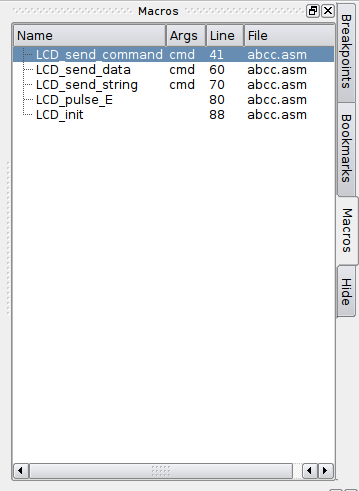 Macros
Name Args Line File
LCD_send_command cmd 41 abcc.asm
LCD_send_data cmd 60 abcc.asm
LCD_send_string cmd 70 abcc.asm
LCD_pulse_E 80 abcc.asm
LCD_init 88 abcc.asm
Breakpoints
Bookmarks
Macros
Hide